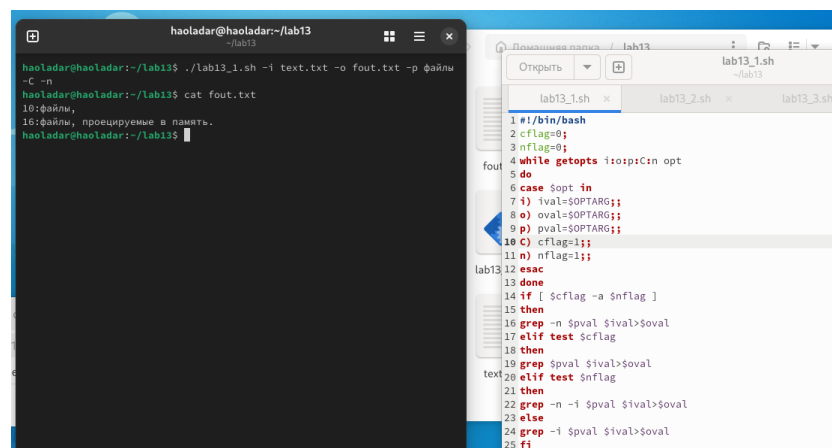 haoladar@haoladar:~/lab13
~/lab13
haoladar@haoladar:~/lab13$ ./lab13_1.sh -i text.txt -o fout.txt -p файлы
-C -n
haoladar@haoladar:~/lab13$ cat fout.txt
10:файлы,
16:файлы, проецируемые в память.
haoladar@haoladar:~/lab13$
Домашняя папка / lab13
fout
lab13
text
Открыть
lab13_1.sh
~/lab13
lab13_1.sh ×
lab13_2.sh ×
lab13_3.sh
1 #!/bin/bash
2 cflag=0;
3 nflag=0;
4 while getopts i:o:p:C:n opt
5 do
6 case $opt in
7 i) ival=$OPTARG;;
8 o) oval=$OPTARG;;
9 p) pval=$OPTARG;;
10 C) cflag=1;;
11 n) nflag=1;;
12 esac
13 done
14 if [ $cflag -a $nflag ]
15 then
16 grep -n $pval $ival>$oval
17 elif test $cflag
18 then
19 grep $pval $ival>$oval
20 elif test $nflag
21 then
22 grep -n -i $pval $ival>$oval
23 else
24 grep -i $pval $ival>$oval
25 fi